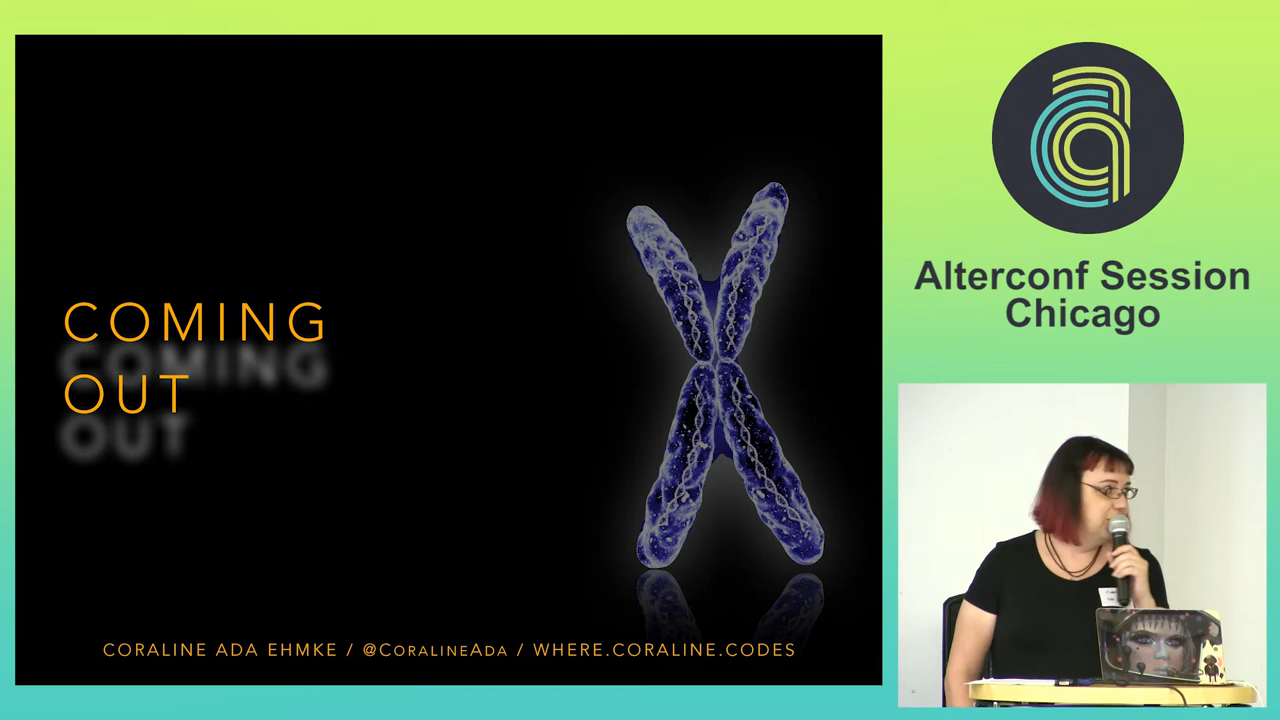 COMING
OUT
CORALINE ADA EHMKE / @CORALINEADA / WHERE.CORALINE.CODES
Alterconf Session
Chicago